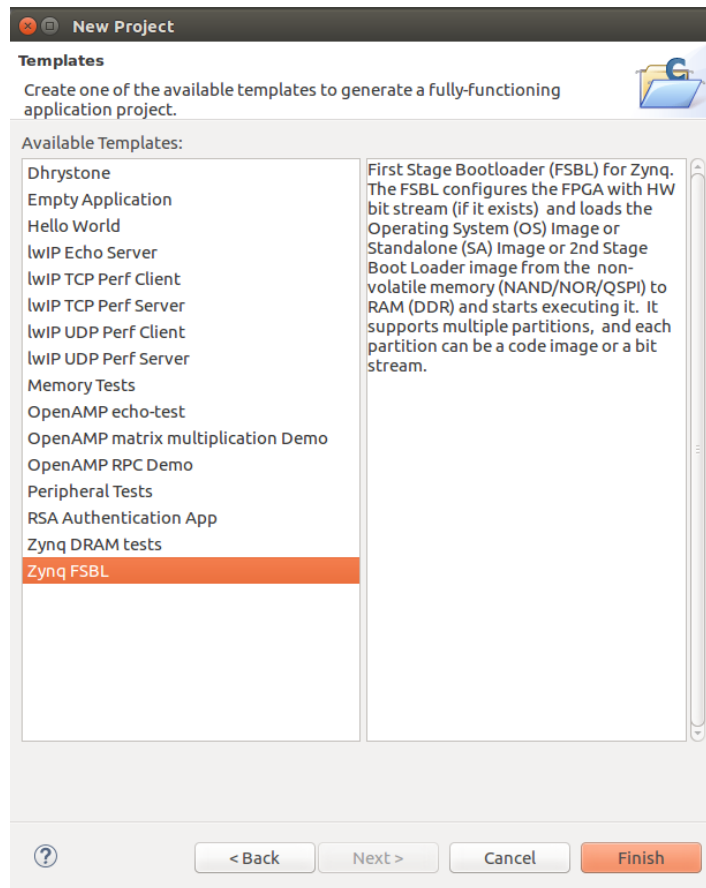 New Project
Templates
Create one of the available templates to generate a fully-functioning
application project.
C
Available Templates:
Dhrystone
Empty Application
Hello World
lwIP Echo Server
lwIP TCP Perf Client
lwIP TCP Perf Server
lwIP UDP Perf Client
lwIP UDP Perf Server
Memory Tests
OpenAMP echo-test
OpenAMP matrix multiplication Demo
OpenAMP RPC Demo
Peripheral Tests
RSA Authentication App
Zynq DRAM tests
Zynq FSBL
First Stage Bootloader (FSBL) for Zynq.
The FSBL configures the FPGA with HW
bit stream (if it exists)  and loads the
Operating System (OS) Image or
Standalone (SA) Image or 2nd Stage
Boot Loader image from the  non-
volatile memory (NAND/NOR/QSPI) to
RAM (DDR) and starts executing it.  It
supports multiple partitions,  and each
partition can be a code image or a bit
stream.
?
< Back
Next >
Cancel
Finish